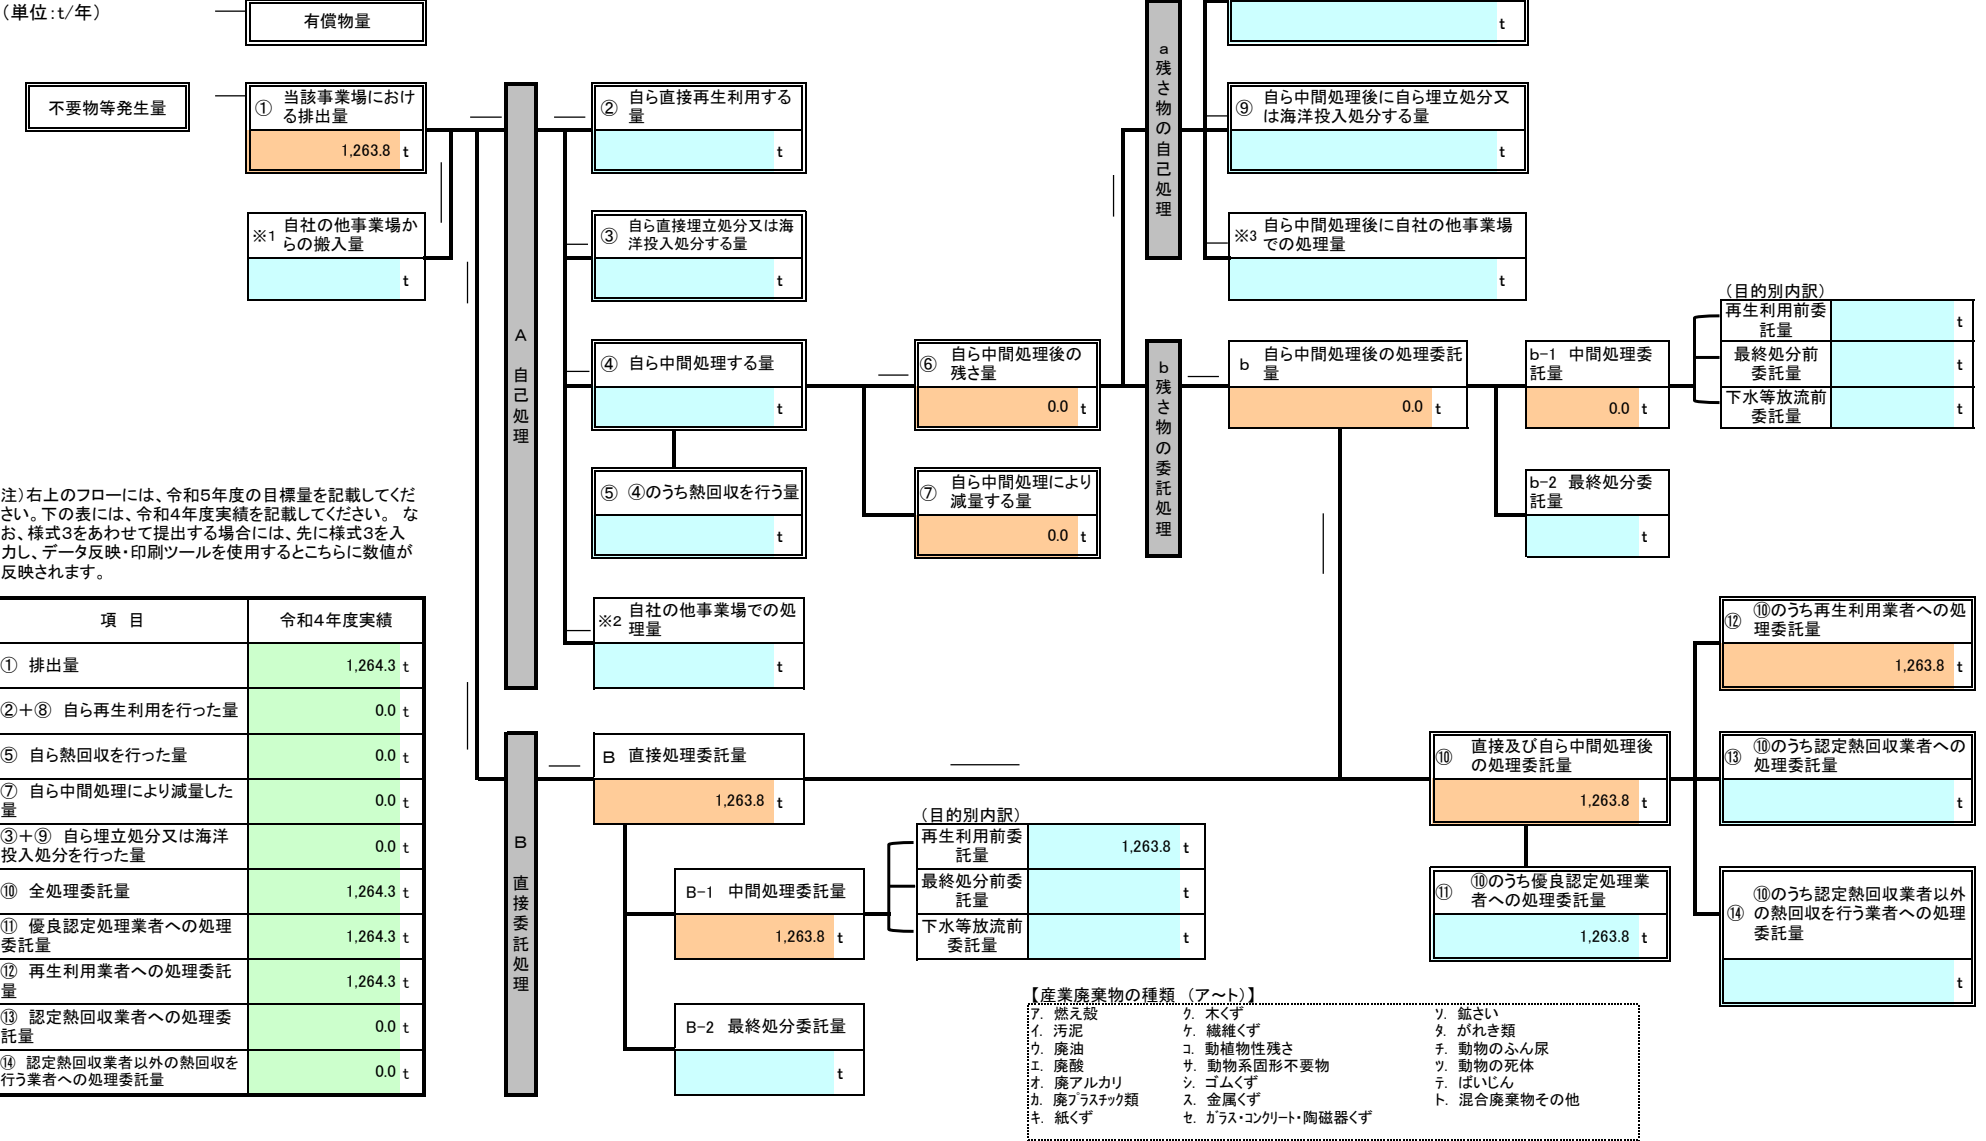 （単位：t/年）
有償物量
t
不要物等発生量
① 当該事業場におけ
る排出量
1,263.8 t
※1 自社の他事業場か
らの搬入量
t
A 自己処理
② 自ら直接再生利用する
量
t
③ 自ら直接埋立処分又は海
洋投入処分する量
t
④ 自ら中間処理する量
t
⑤ ④のうち熱回収を行う量
t
※2 自社の他事業場での処
理量
t
⑥ 自ら中間処理後の
残さ量
0.0 t
⑦ 自ら中間処理により
減量する量
0.0 t
a 残さ物の自己処理
⑨ 自ら中間処理後に自ら埋立処分又
は海洋投入処分する量
t
※3 自ら中間処理後に自社の他事業場
での処理量
t
b 残さ物の委託処理
b 自ら中間処理後の処理委託
量
0.0 t
b-1 中間処理委
託量
0.0 t
（目的別内訳）
再生利用前委
託量
t
最終処分前
委託量
t
下水等放流前
委託量
t
b-2 最終処分委
託量
t
注）右上のフローには、令和５年度の目標量を記載してくだ
さい。下の表には、令和４年度実績を記載してください。 な
お、様式３をあわせて提出する場合には、先に様式３を入
力し、データ反映・印刷ツールを使用するとこちらに数値が
反映されます。
項 目 令和４年度実績
① 排出量 1,264.3 t
②＋⑧ 自ら再生利用を行った量 0.0 t
⑤ 自ら熱回収を行った量 0.0 t
⑦ 自ら中間処理により減量した
量 0.0 t
③＋⑨ 自ら埋立処分又は海洋
投入処分を行った量 0.0 t
⑩ 全処理委託量 1,264.3 t
⑪ 優良認定処理業者への処理
委託量 1,264.3 t
⑫ 再生利用業者への処理委託
量 1,264.3 t
⑬ 認定熱回収業者への処理委
託量 0.0 t
⑭ 認定熱回収業者以外の熱回収を
行う業者への処理委託量 0.0 t
B 直接委託処理
B 直接処理委託量
1,263.8 t
B-1 中間処理委託量
1,263.8 t
（目的別内訳）
再生利用前委
託量
1,263.8 t
最終処分前委
託量
t
下水等放流前
委託量
t
B-2 最終処分委託量
t
⑩ 直接及び自ら中間処理後
の処理委託量
1,263.8 t
⑪ ⑩のうち優良認定処理業
者への処理委託量
1,263.8 t
⑫ ⑩のうち再生利用業者への処
理委託量
1,263.8 t
⑬ ⑩のうち認定熱回収業者への
処理委託量
t
⑭ ⑩のうち認定熱回収業者以外
の熱回収を行う業者への処理
委託量
t
【産業廃棄物の種類 （ア～ト）】
ｱ. 燃え殻 ｸ. 木くず ｿ. 鉱さい
ｲ. 汚泥 ｹ. 繊維くず ﾀ. がれき類
ｳ. 廃油 ｺ. 動植物性残さ ﾁ. 動物のふん尿
ｴ. 廃酸 ｻ. 動物系固形不要物 ﾂ. 動物の死体
ｵ. 廃アルカリ ｼ. ゴムくず ﾃ. ばいじん
ｶ. 廃ﾌﾟﾗｽﾁｯｸ類 ｽ. 金属くず ﾄ. 混合廃棄物その他
ｷ. 紙くず ｾ. ｶﾞﾗｽ・ｺﾝｸﾘｰﾄ・陶磁器くず